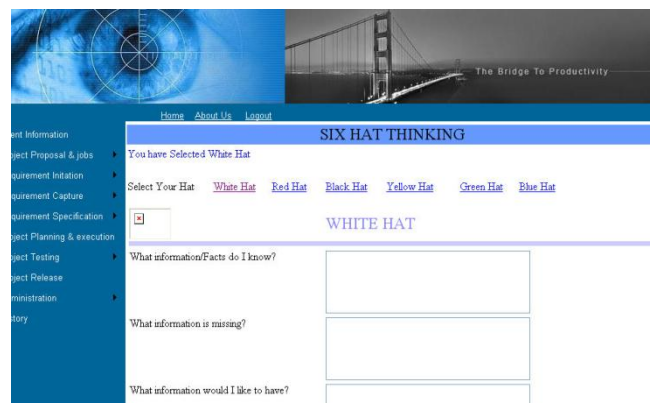 The Bridge To Productivity
Home About Us Logout
ent Information
SIX HAT THINKING
oject Proposal & jobs
You have Selected White Hat
quirement Initation
Select Your Hat White Hat Red Hat Black Hat Yellow Hat Green Hat Blue Hat
quirement Capture
quirement Specification
WHITE HAT
oject Planning & execution
oject Testing
What information/Facts do I know?
oject Release
ministration
story
What information is missing?
What information would I like to have?